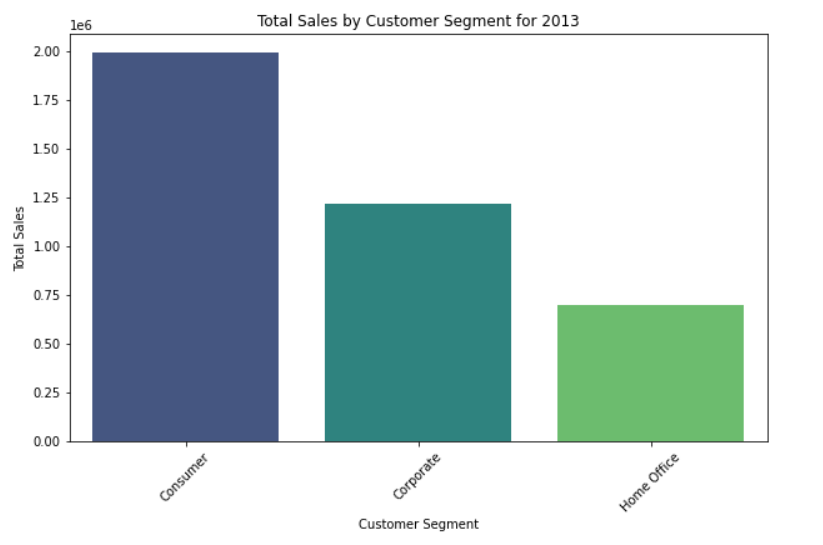 Total Sales by Customer Segment for 2013
1e6
2.00
1.75
1.50
1.25
1.00
0.75
0.50
0.25
0.00
Total Sales
Consumer
Corporate
Home Office
Customer Segment